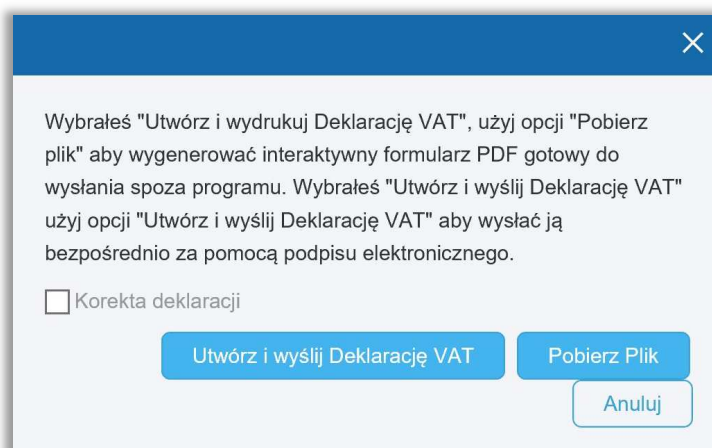 Wybrałeś "Utwórz i wydrukuj Deklarację VAT", użyj opcji "Pobierz
plik" aby wygenerować interaktywny formularz PDF gotowy do
wysłania spoza programu. Wybrałeś "Utwórz i wyślij Deklarację VAT"
użyj opcji "Utwórz i wyślij Deklarację VAT" aby wysłać ją
bezpośrednio za pomocą podpisu elektronicznego.
Korekta deklaracji
Utwórz i wyślij Deklarację VAT Pobierz Plik
Anuluj